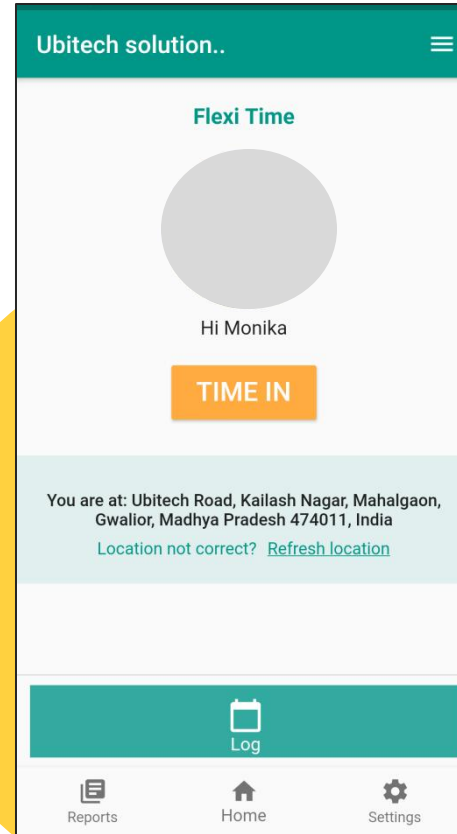 Ubitech solution..
Flexi Time
Hi Monika
TIME IN
You are at: Ubitech Road, Kailash Nagar, Mahalgaon,
Gwalior, Madhya Pradesh 474011, India
Location not correct? Refresh location
Log
Reports Home Settings